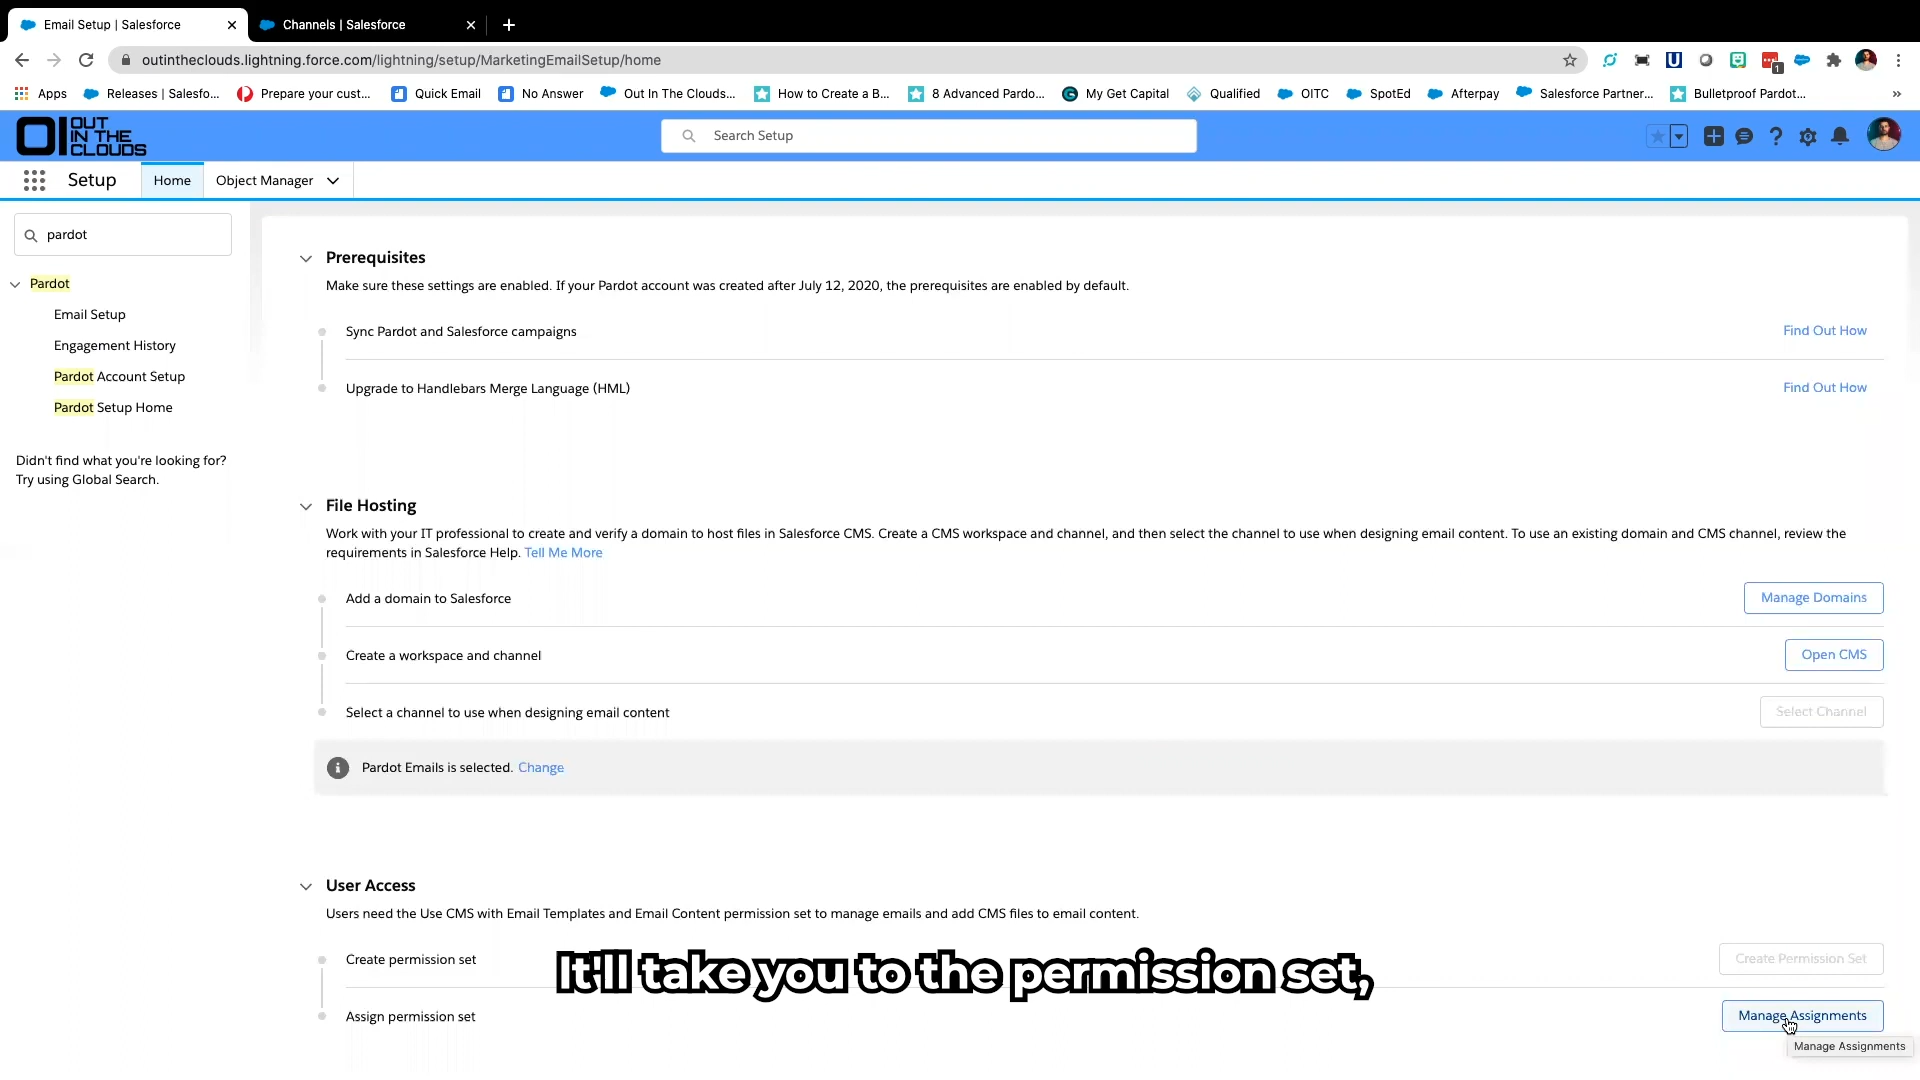 Email Setup | Salesforce
Channels | Salesforce
outintheclouds.lightning.force.com/lightning/setup/MarketingEmailSetup/home
1
Apps
Releases | Salesfo...
Prepare your cust...
Quick Email
No Answer
Out In The Clouds...
How to Create a B...
8 Advanced Pardo...
My Get Capital
Qualified
OITC
SpotEd
Afterpay
Salesforce Partner...
Bulletproof Pardot...
OI OUT
IN THE
CLOUDS
Search Setup
Setup
Home
Object Manager
pardot
Pardot
Email Setup
Engagement History
Pardot Account Setup
Pardot Setup Home
Didn't find what you're looking for?
Try using Global Search.
Prerequisites
Make sure these settings are enabled. If your Pardot account was created after July 12, 2020, the prerequisites are enabled by default.
Sync Pardot and Salesforce campaigns
Find Out How
Upgrade to Handlebars Merge Language (HML)
Find Out How
File Hosting
Work with your IT professional to create and verify a domain to host files in Salesforce CMS. Create a CMS workspace and channel, and then select the channel to use when designing email content. To use an existing domain and CMS channel, review the
requirements in Salesforce Help. Tell Me More
Add a domain to Salesforce
Manage Domains
Create a workspace and channel
Open CMS
Select a channel to use when designing email content
Select Channel
Pardot Emails is selected. Change
User Access
Users need the Use CMS with Email Templates and Email Content permission set to manage emails and add CMS files to email content.
Create permission set
Create Permission Set
It'll take you to the permission set,
Assign permission set
Manage Assignments
Manage Assignments